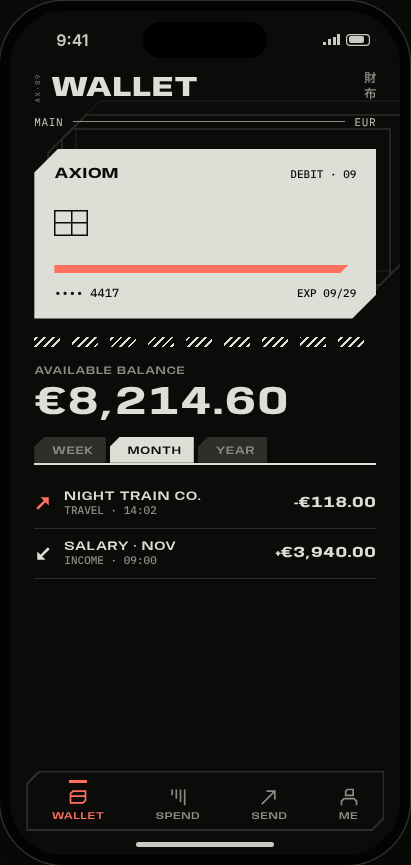 9:41
AX·09
WALLET
財布
MAIN
EUR
AXIOM
DEBIT · 09
•••• 4417
EXP 09/29
AVAILABLE BALANCE
€8,214.60
WEEK
MONTH
YEAR
NIGHT TRAIN CO.
-€118.00
TRAVEL · 14:02
SALARY · NOV
+€3,940.00
INCOME · 09:00
WALLET
SPEND
SEND
ME